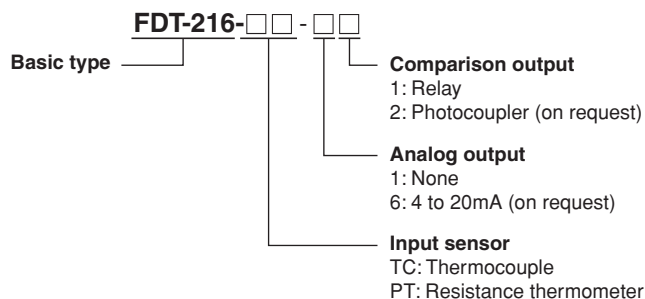 FDT-216-□□-□□
Basic type
Comparison output
1: Relay
2: Photocoupler (on request)
Analog output
1: None
6: 4 to 20mA (on request)
Input sensor
TC: Thermocouple
PT: Resistance thermometer